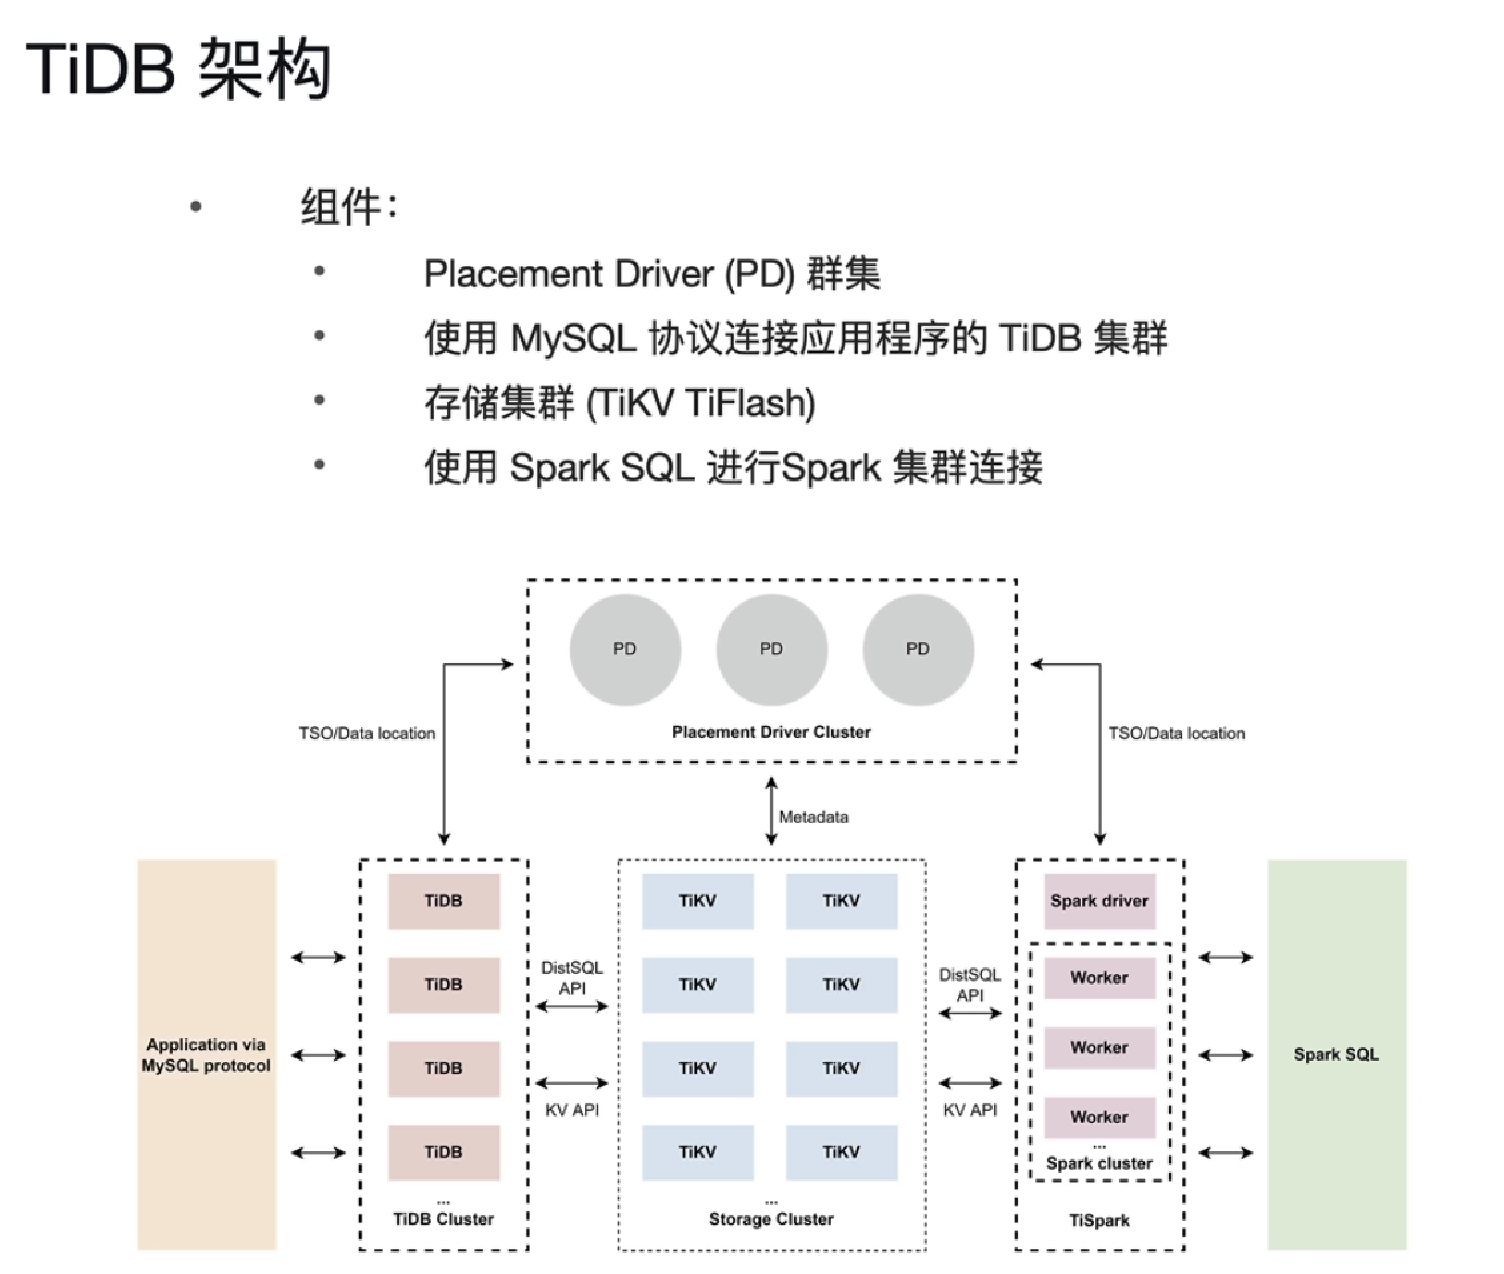 TiDB 架构
• 组件：
• Placement Driver (PD) 群集
• 使用 MySQL 协议连接应用程序的 TiDB 集群
• 存储集群 (TiKV TiFlash)
• 使用 Spark SQL 进行Spark 集群连接
PD PD PD
Placement Driver Cluster
TSO/Data location
TSO/Data location
Metadata
Application via
MySQL protocol
TiDB
TiDB
TiDB
TiDB
...
TiDB Cluster
DistSQL
API
KV API
TiKV TiKV
TiKV TiKV
TiKV TiKV
TiKV TiKV
...
Storage Cluster
DistSQL
API
KV API
Spark driver
Worker
Worker
Worker
...
Spark cluster
TiSpark
Spark SQL